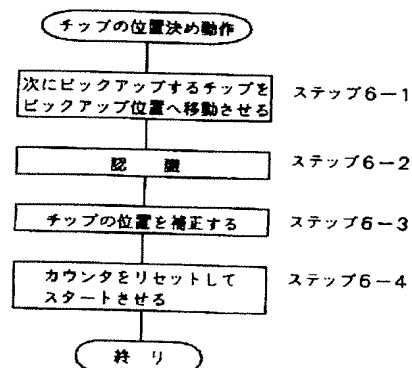 チップの位置決め動作
次にピックアップするチップを
ピックアップ位置へ移動させる
ステップ6-1
認識
ステップ6-2
チップの位置を補正する
ステップ6-3
カウンタをリセットして
スタートさせる
ステップ6-4
終り